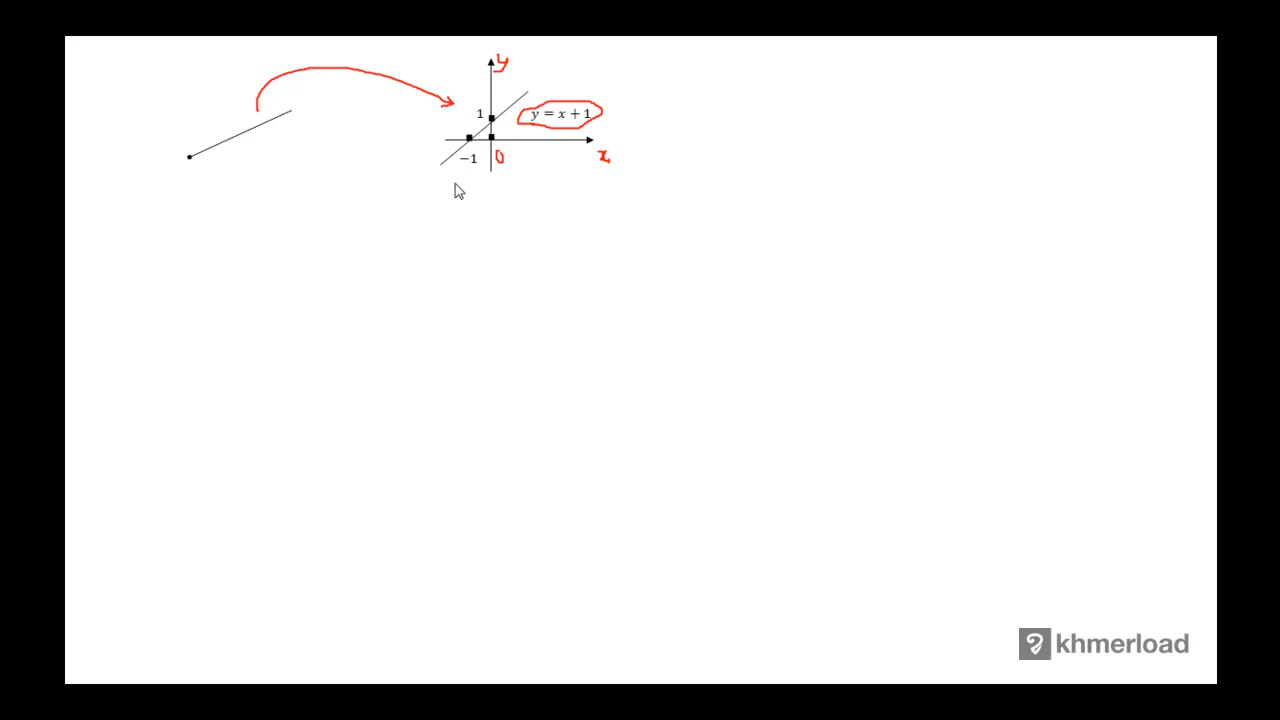 y
1
y = x + 1
−1
0
x
khmerload